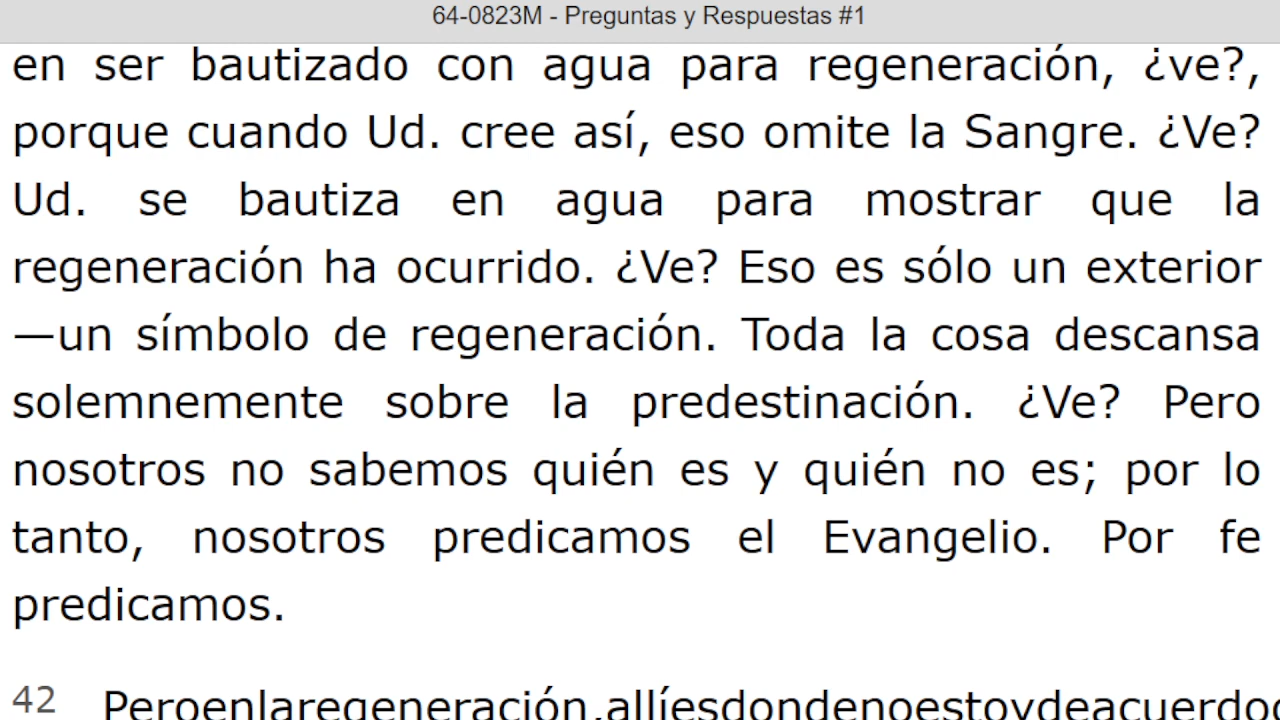 64-0823M - Preguntas y Respuestas #1
en ser bautizado con agua para regeneración, ¿ve?,
porque cuando Ud. cree así, eso omite la Sangre. ¿Ve?
Ud. se bautiza en agua para mostrar que la
regeneración ha ocurrido. ¿Ve? Eso es sólo un exterior
—un símbolo de regeneración. Toda la cosa descansa
solemnemente sobre la predestinación. ¿Ve? Pero
nosotros no sabemos quién es y quién no es; por lo
tanto, nosotros predicamos el Evangelio. Por fe
predicamos.
42 Peroenlaregeneración,allíesdondenoestoydeacuerdo